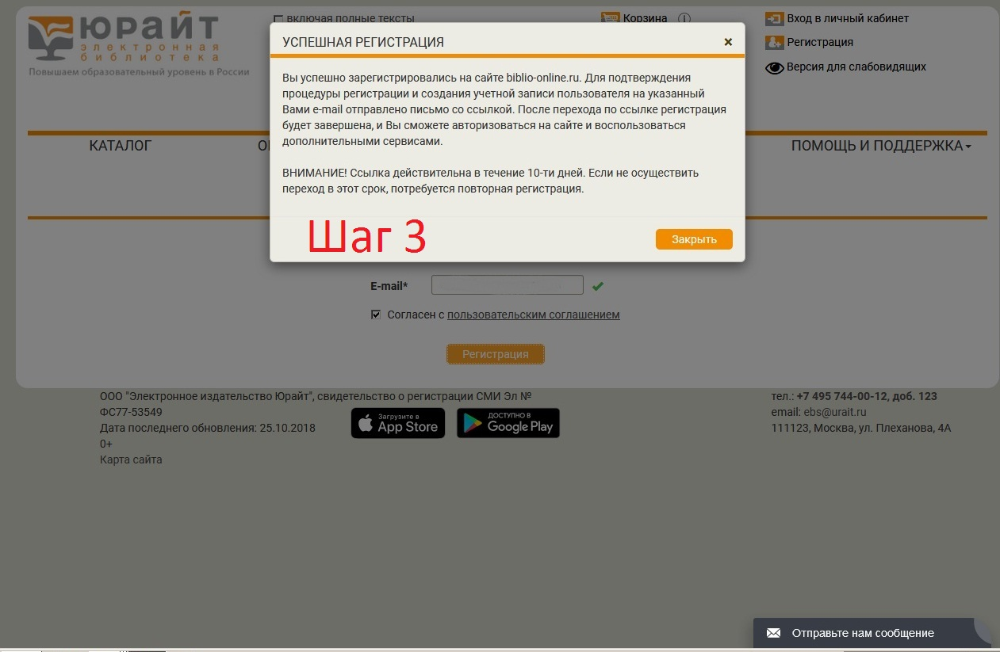 ЮРАЙТ
электронная
библиотека
Повышаем образовательный уровень в России
включая полные тексты
Корзина
Вход в личный кабинет
Регистрация
Версия для слабовидящих
УСПЕШНАЯ РЕГИСТРАЦИЯ
Вы успешно зарегистрировались на сайте biblio-online.ru. Для подтверждения
процедуры регистрации и создания учетной записи пользователя на указанный
Вами e-mail отправлено письмо со ссылкой. После перехода по ссылке регистрация
будет завершена, и Вы сможете авторизоваться на сайте и воспользоваться
дополнительными сервисами.
ВНИМАНИЕ! Ссылка действительна в течение 10-ти дней. Если не осуществить
переход в этот срок, потребуется повторная регистрация.
Шаг 3
Закрыть
КАТАЛОГ
ПОМОЩЬ И ПОДДЕРЖКА
E-mail*
Согласен с пользовательским соглашением
Регистрация
ООО "Электронное издательство Юрайт", свидетельство о регистрации СМИ Эл №
ФС77-53549
Дата последнего обновления: 25.10.2018
0+
Карта сайта
Загрузите в
App Store
ДОСТУПНО В
Google Play
тел.: +7 495 744-00-12, доб. 123
email: ebs@urait.ru
111123, Москва, ул. Плеханова, 4А
Отправьте нам сообщение